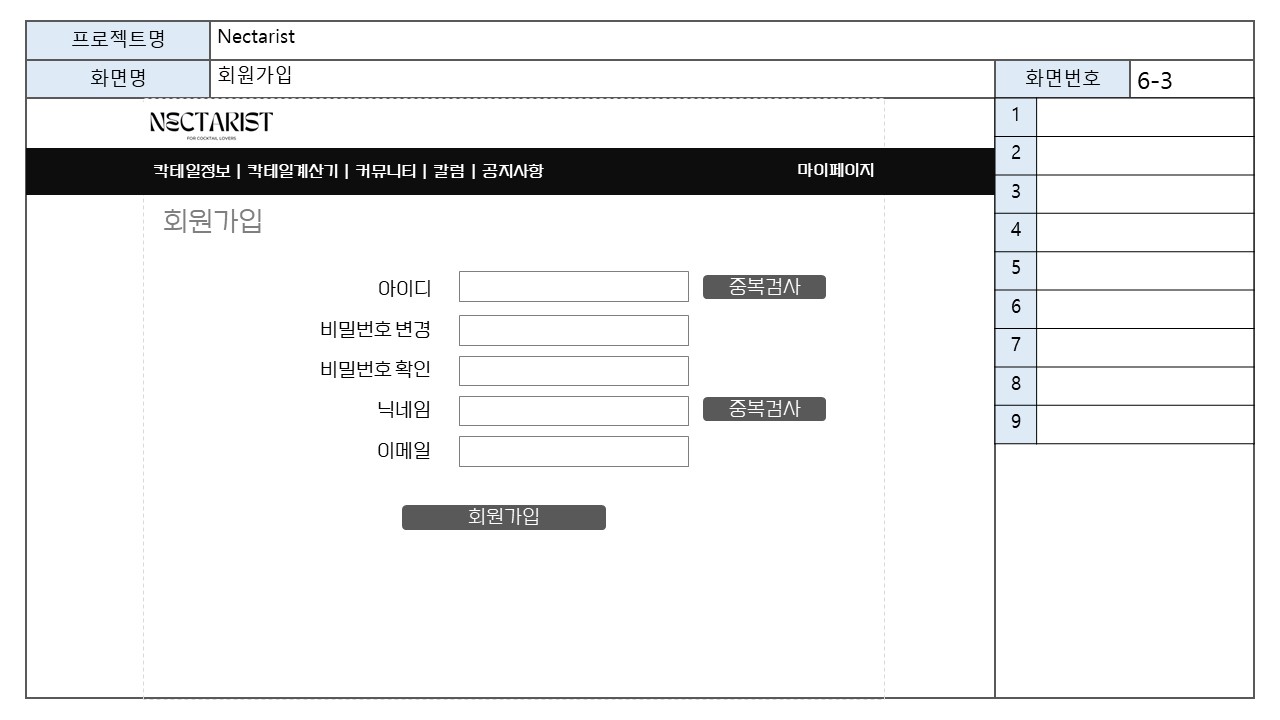 프로젝트명 Nectarist
화면명 회원가입 화면번호 6-3
NECTARIST
FOR COCKTAIL LOVERS
칵테일정보 | 칵테일계산기 | 커뮤니티 | 칼럼 | 공지사항 마이페이지
회원가입
아이디 중복검사
비밀번호 변경
비밀번호 확인
닉네임 중복검사
이메일
회원가입
1
2
3
4
5
6
7
8
9